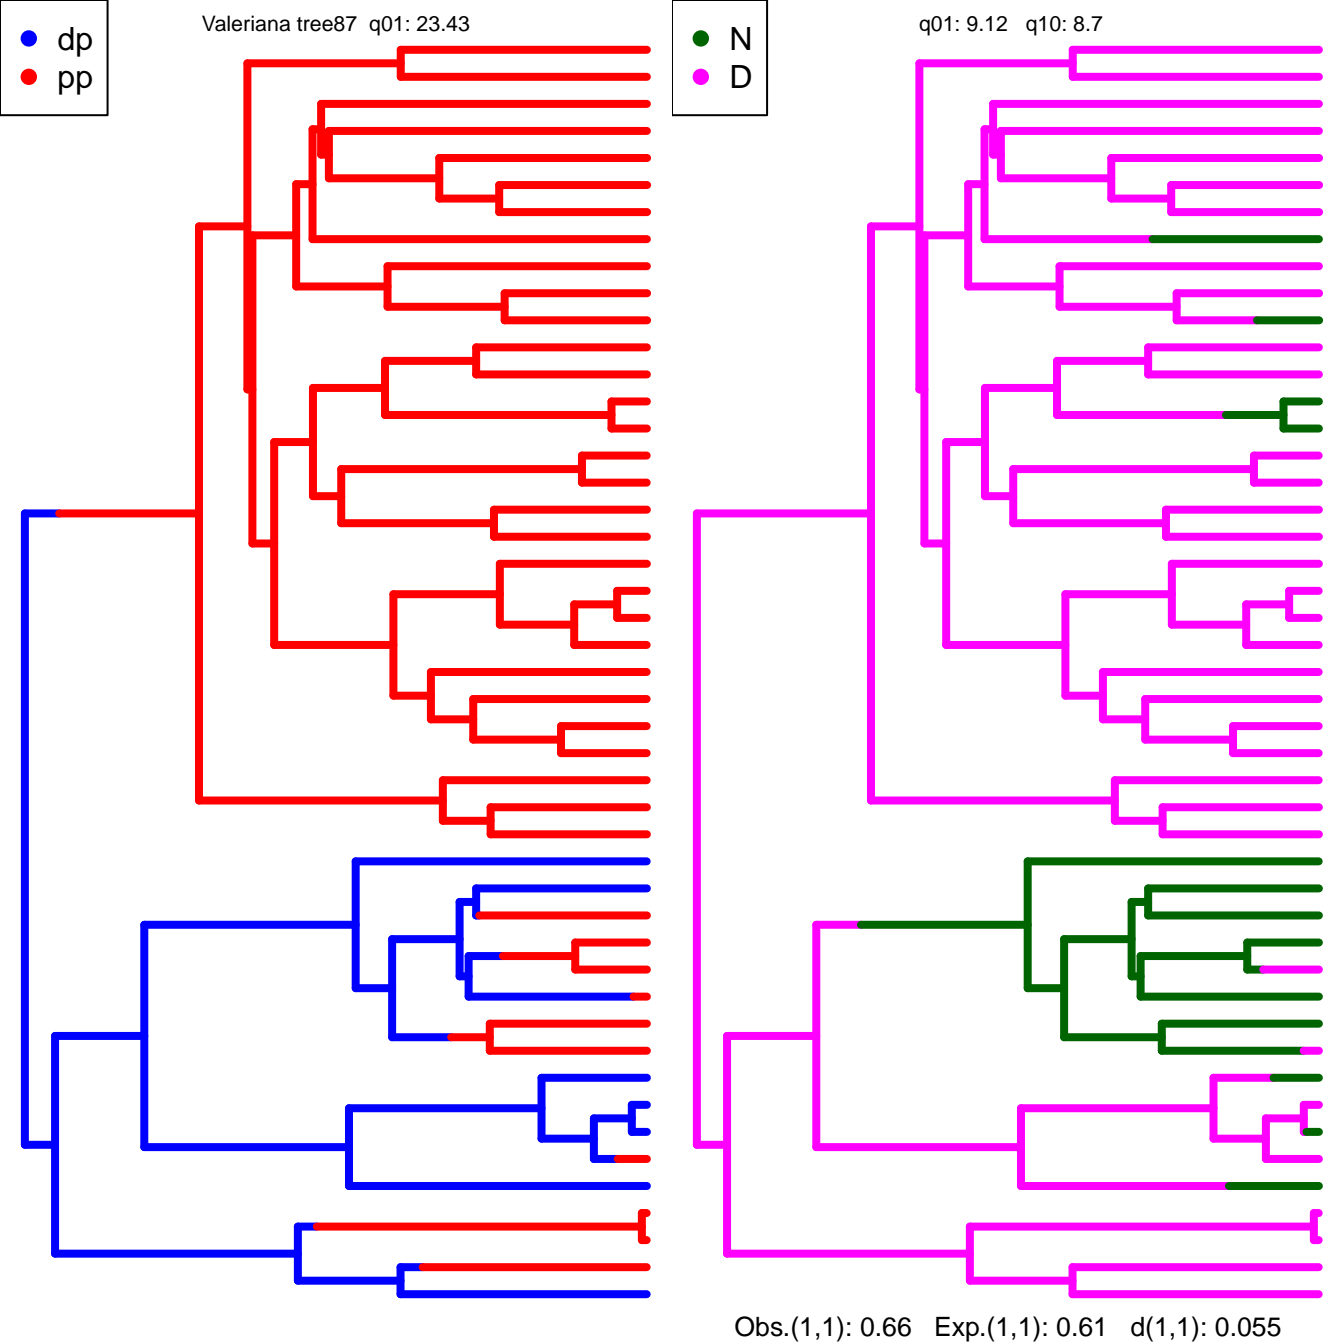 Valeriana tree87 q01: 23.43
dp
pp
q01: 9.12 q10: 8.7
N
D
Obs.(1,1): 0.66 Exp.(1,1): 0.61 d(1,1): 0.055